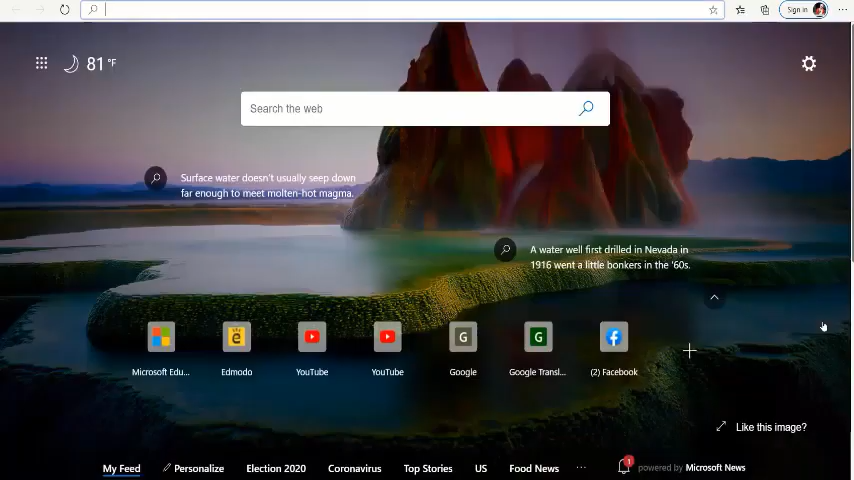 Sign in
81 °F
Search the web
Surface water doesn't usually seep down
far enough to meet molten-hot magma.
A water well first drilled in Nevada in
1916 went a little bonkers in the '60s.
Microsoft Edu...
Edmodo
YouTube
YouTube
G
Google
G
Google Transl...
(2) Facebook
Like this image?
My Feed
Personalize
Election 2020
Coronavirus
Top Stories
US
Food News
...
1
powered by Microsoft News